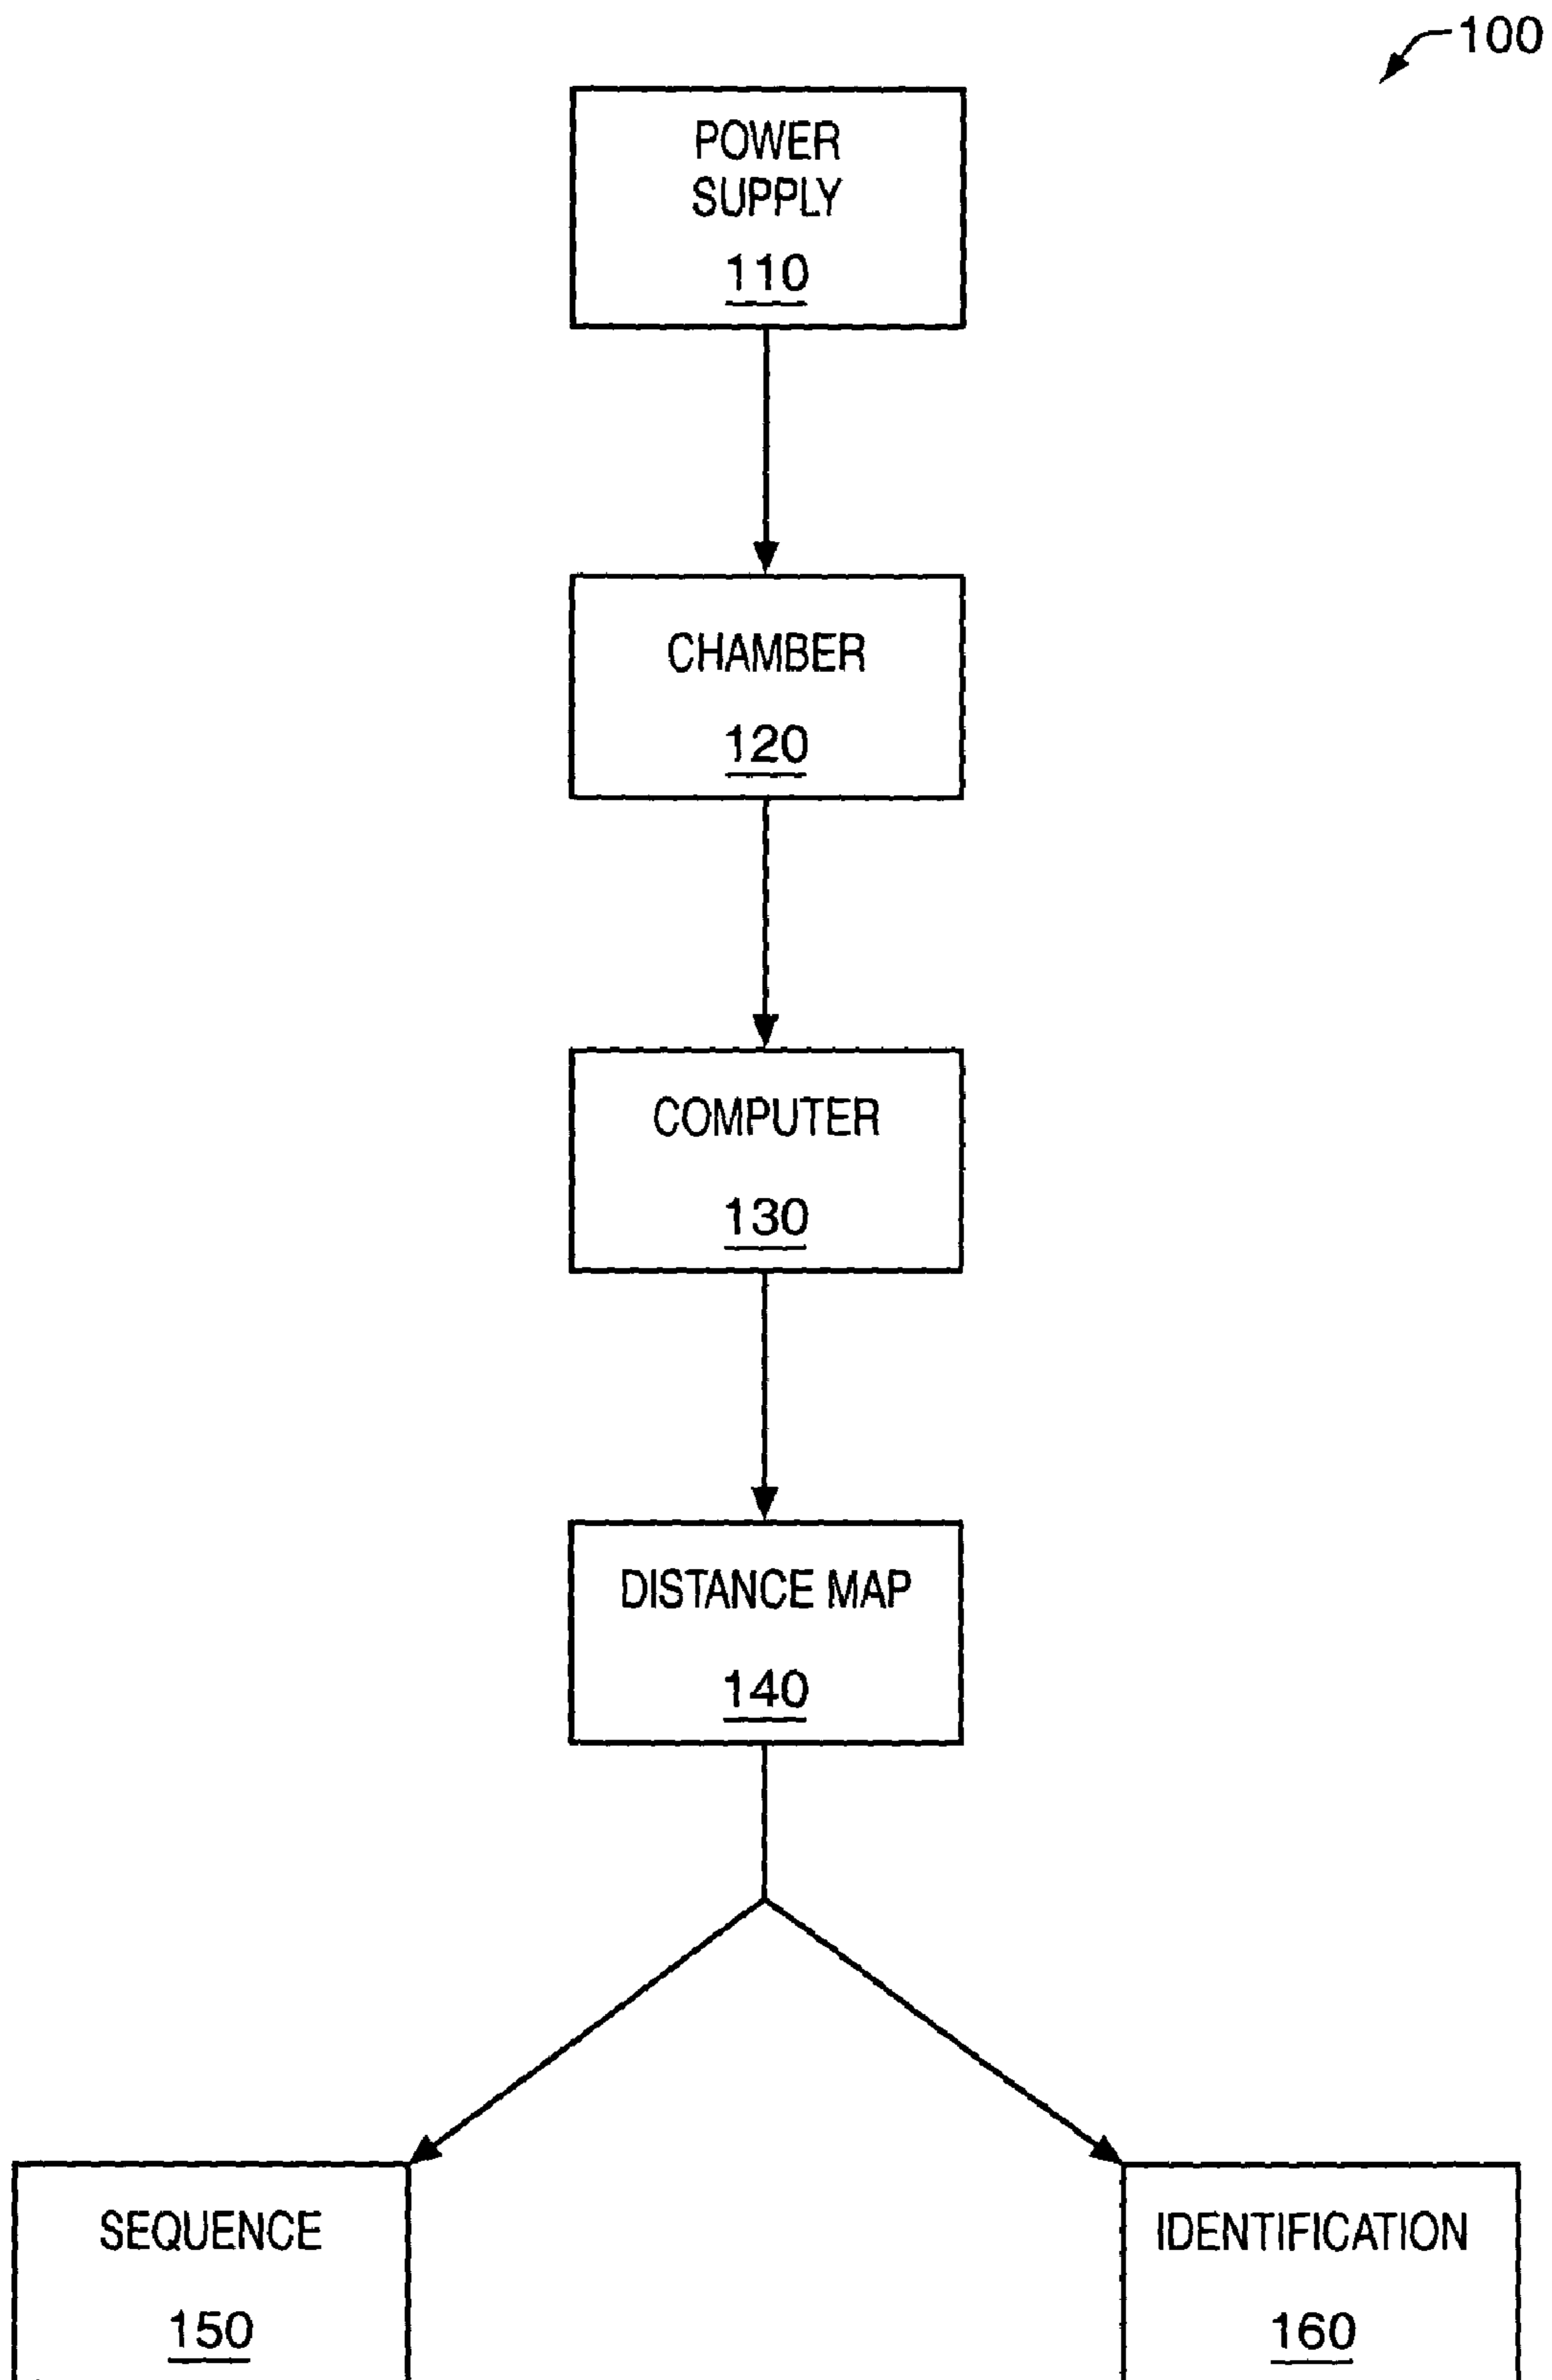 100
POWER
SUPPLY
110
CHAMBER
120
COMPUTER
130
DISTANCE MAP
140
SEQUENCE
150
IDENTIFICATION
160